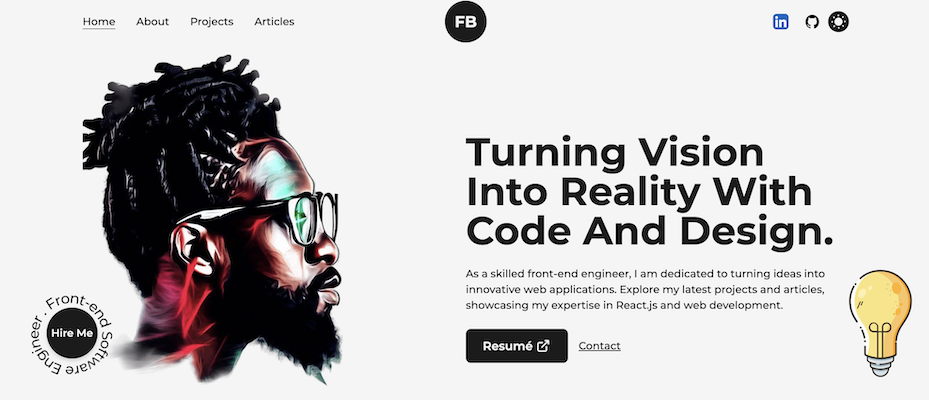 Home About Projects Articles
FB
in
Turning Vision
Into Reality With
Code And Design.
As a skilled front-end engineer, I am dedicated to turning ideas into
innovative web applications. Explore my latest projects and articles,
showcasing my expertise in React.js and web development.
Resumé
Contact
Front-end Software Engineer .
Hire Me